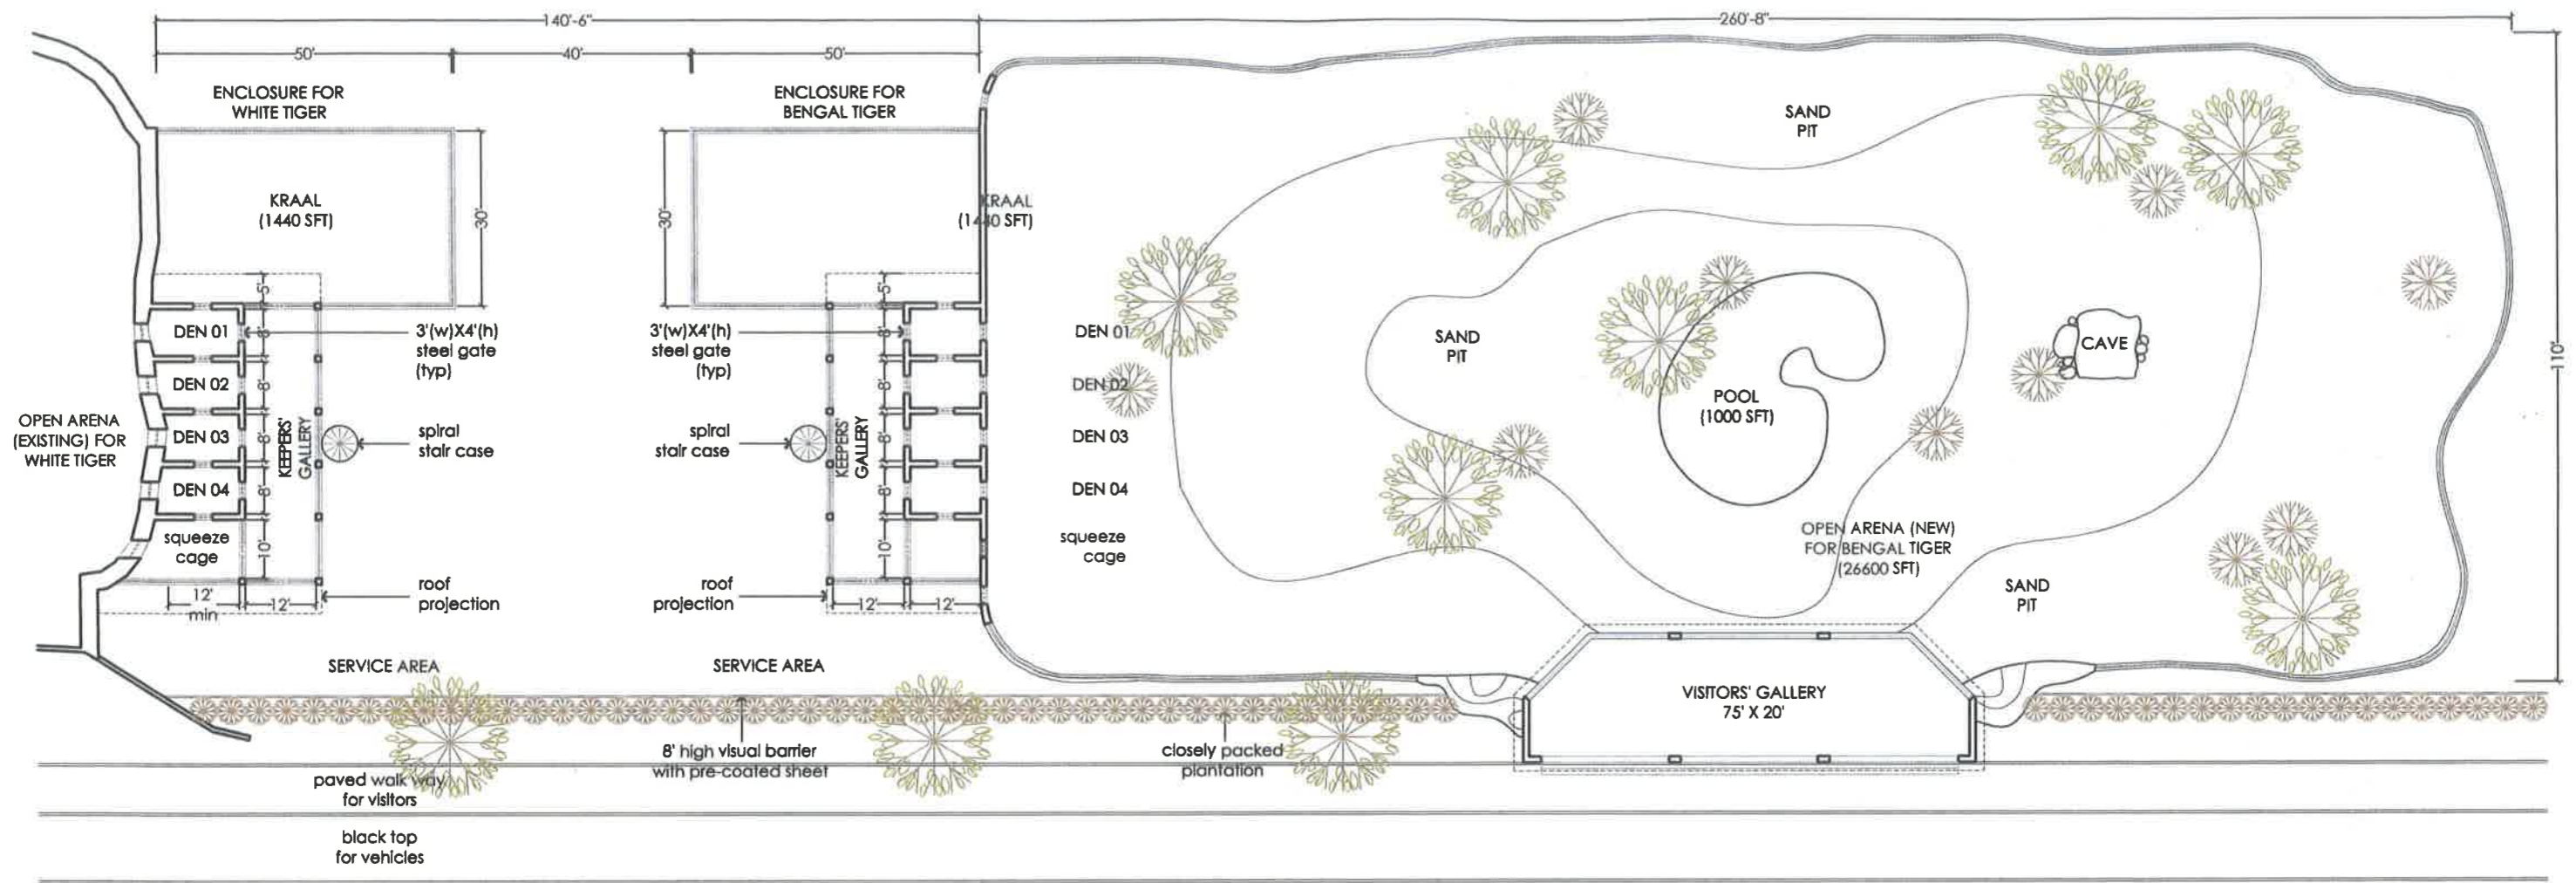 140'-6"
260'-8"
50'
40'
50'
ENCLOSURE FOR
WHITE TIGER
ENCLOSURE FOR
BENGAL TIGER
SAND
PIT
KRAAL
(1440 SFT)
30'
30'
KRAAL
(1440 SFT)
5'
5'
DEN 01
8'
3'(w)X4'(h)
steel gate
(typ)
3'(w)X4'(h)
steel gate
(typ)
8'
DEN 01
SAND
PIT
CAVE
110'
DEN 02
8'
8'
DEN 02
POOL
(1000 SFT)
OPEN ARENA
(EXISTING) FOR
WHITE TIGER
DEN 03
8'
KEEPERS'
GALLERY
spiral
stair case
spiral
stair case
KEEPERS'
GALLERY
8'
DEN 03
DEN 04
8'
8'
DEN 04
squeeze
cage
10'
10'
squeeze
cage
OPEN ARENA (NEW)
FOR BENGAL TIGER
(26600 SFT)
12'
min
12'
roof
projection
roof
projection
12'
12'
SAND
PIT
SERVICE AREA
SERVICE AREA
VISITORS' GALLERY
75' X 20'
8' high visual barrier
with pre-coated sheet
closely packed
plantation
paved walk way
for visitors
black top
for vehicles